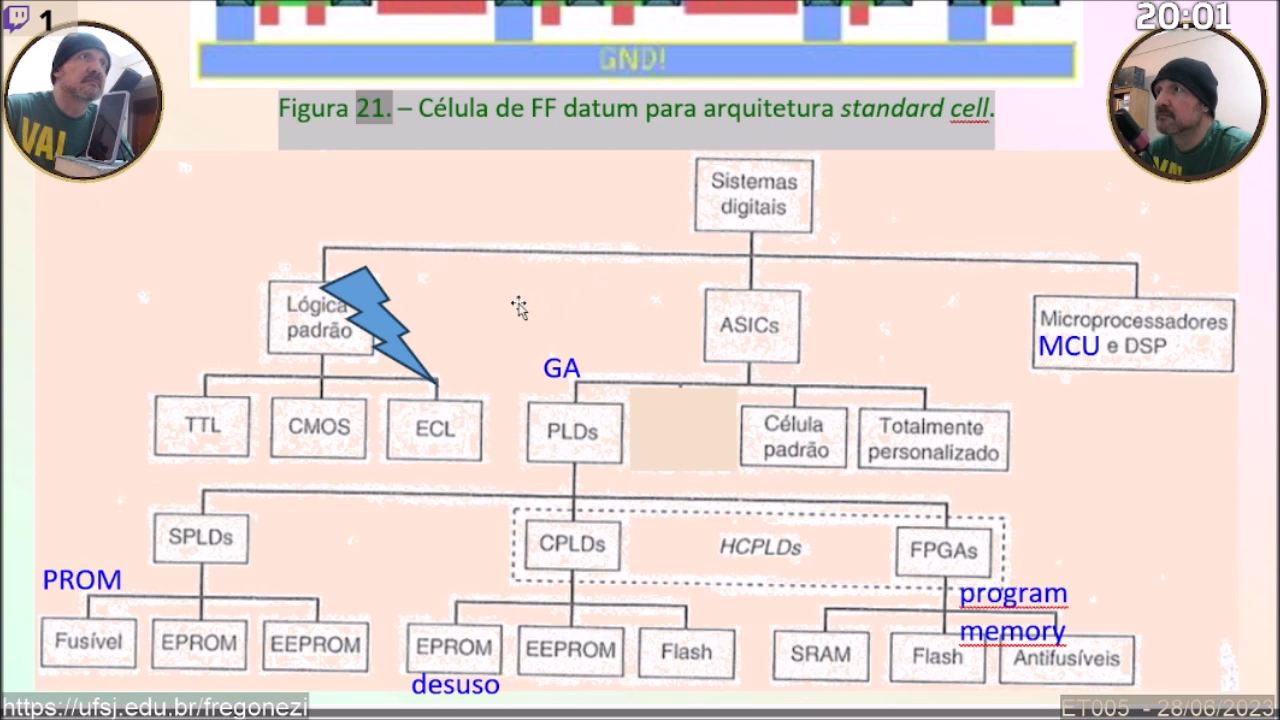 1
20:01
GND!
Figura 21. – Célula de FF datum para arquitetura standard cell.
VAL
Sistemas
digitais
Lógica
padrão
ASICs
Microprocessadores
MCU e DSP
GA
TTL
CMOS
ECL
PLDs
Célula
padrão
Totalmente
personalizado
SPLDs
CPLDs
HCPLDs
FPGAs
PROM
program
memory
Fusível
EPROM
EEPROM
EPROM
EEPROM
Flash
SRAM
Flash
Antifusíveis
desuso
https://ufsj.edu.br/fregonezi
ET005 - 28/06/2023